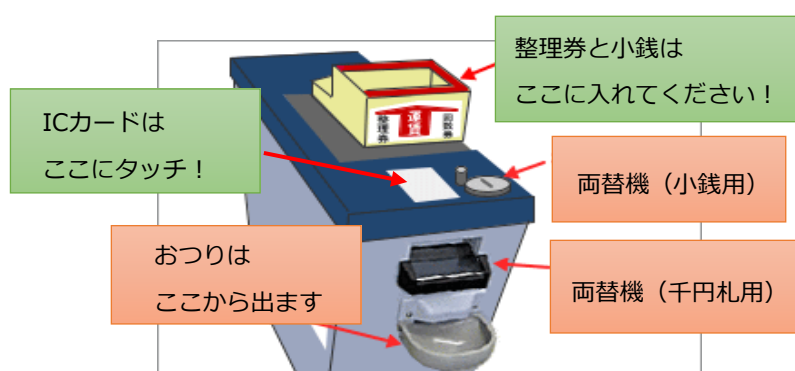 整理券と小銭は
ここに入れてください！
ICカードは
ここにタッチ！
整理券
運賃
回数券
両替機（小銭用）
おつりは
ここから出ます
両替機（千円札用）